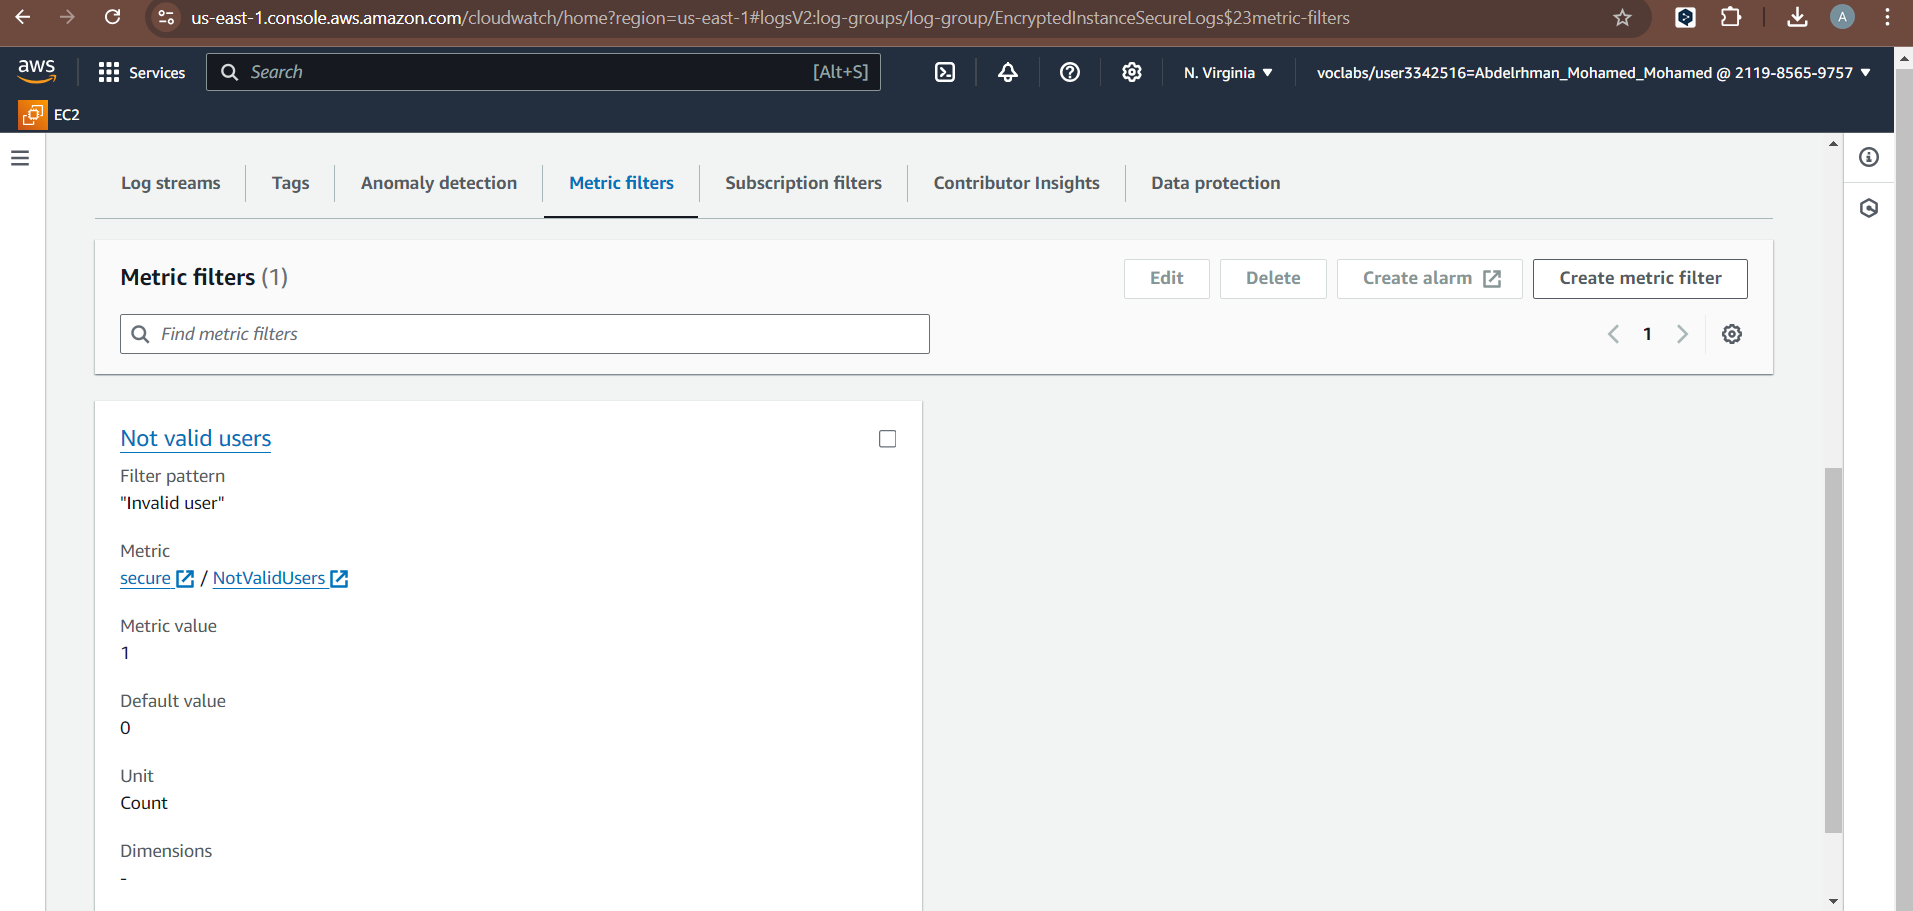 us-east-1.console.aws.amazon.com/cloudwatch/home?region=us-east-1#logsV2:log-groups/log-group/EncryptedInstanceSecureLogs$23metric-filters
A
aws Services Search [Alt+S] N. Virginia voclabs/user3342516=Abdelrhman_Mohamed_Mohamed @ 2119-8565-9757
EC2
Log streams Tags Anomaly detection Metric filters Subscription filters Contributor Insights Data protection
Metric filters (1) Edit Delete Create alarm Create metric filter
Find metric filters 1
Not valid users
Filter pattern
"Invalid user"
Metric
secure / NotValidUsers
Metric value
1
Default value
0
Unit
Count
Dimensions
-